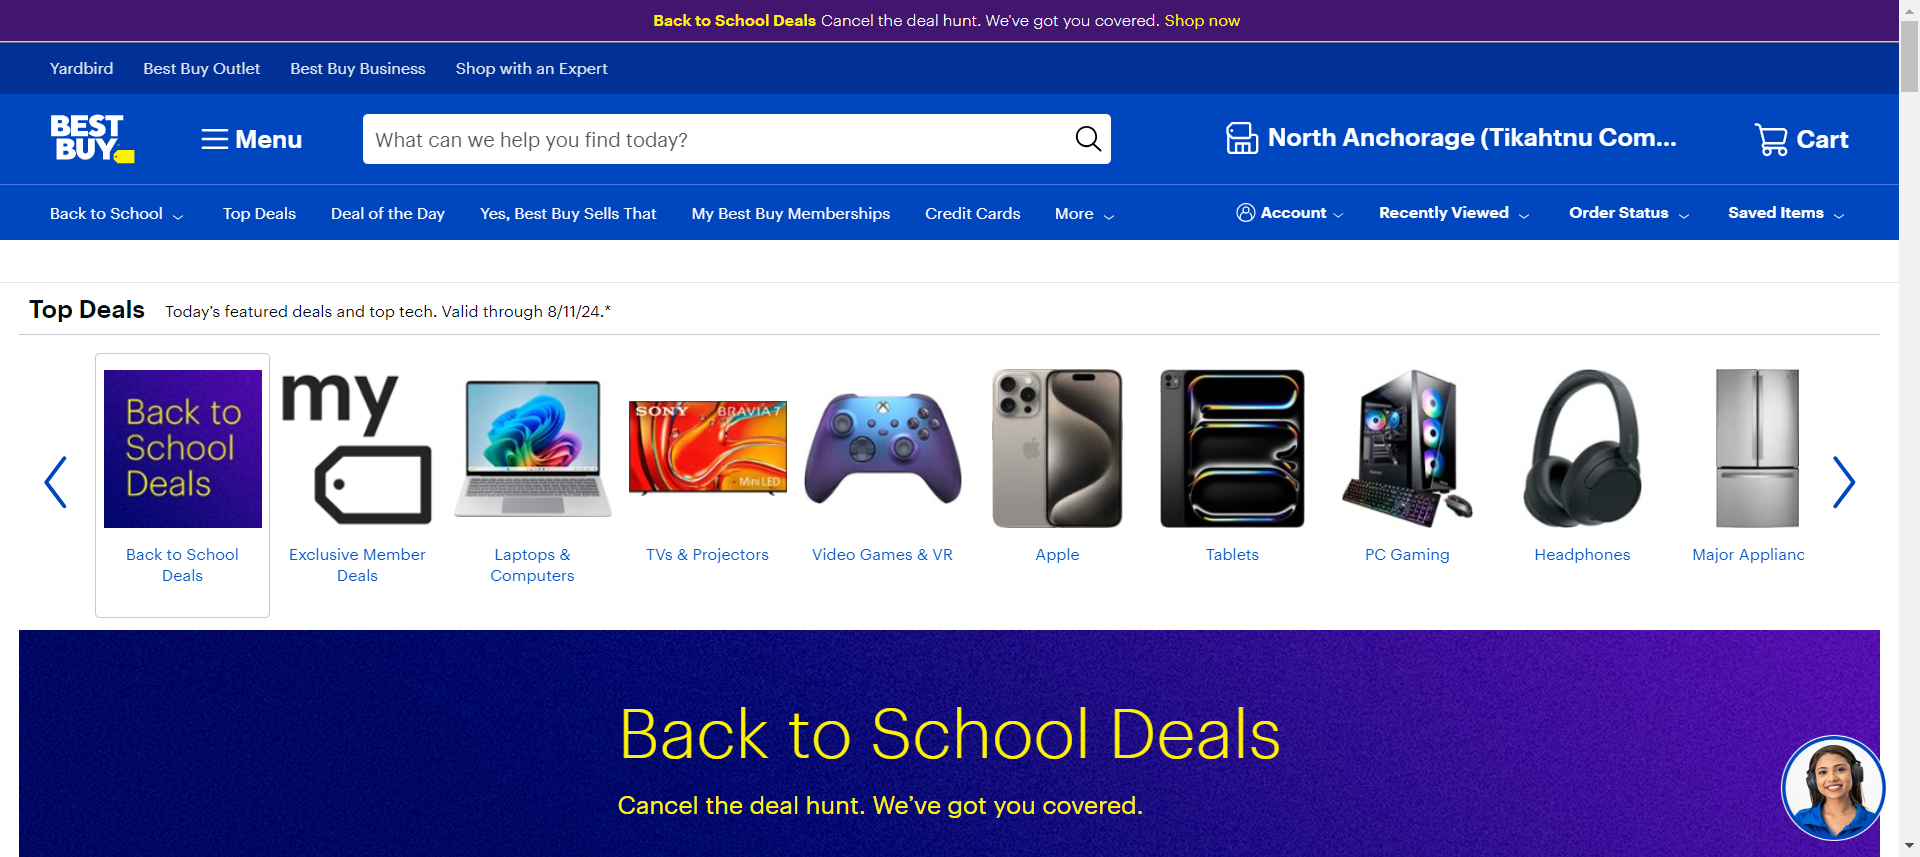 Back to School Deals Cancel the deal hunt. We've got you covered. Shop now
Yardbird Best Buy Outlet Best Buy Business Shop with an Expert
BEST
BUY
Menu
What can we help you find today?
North Anchorage (Tikahtnu Com...
Cart
Back to School Top Deals Deal of the Day Yes, Best Buy Sells That My Best Buy Memberships Credit Cards More Account Recently Viewed Order Status Saved Items
Top Deals Today's featured deals and top tech. Valid through 8/11/24.*
Back to
School
Deals
my
SONY BRAVIA 7
Mini LED
Back to School
Deals
Exclusive Member
Deals
Laptops &
Computers
TVs & Projectors
Video Games & VR
Apple
Tablets
PC Gaming
Headphones
Major Applianc
Back to School Deals
Cancel the deal hunt. We've got you covered.